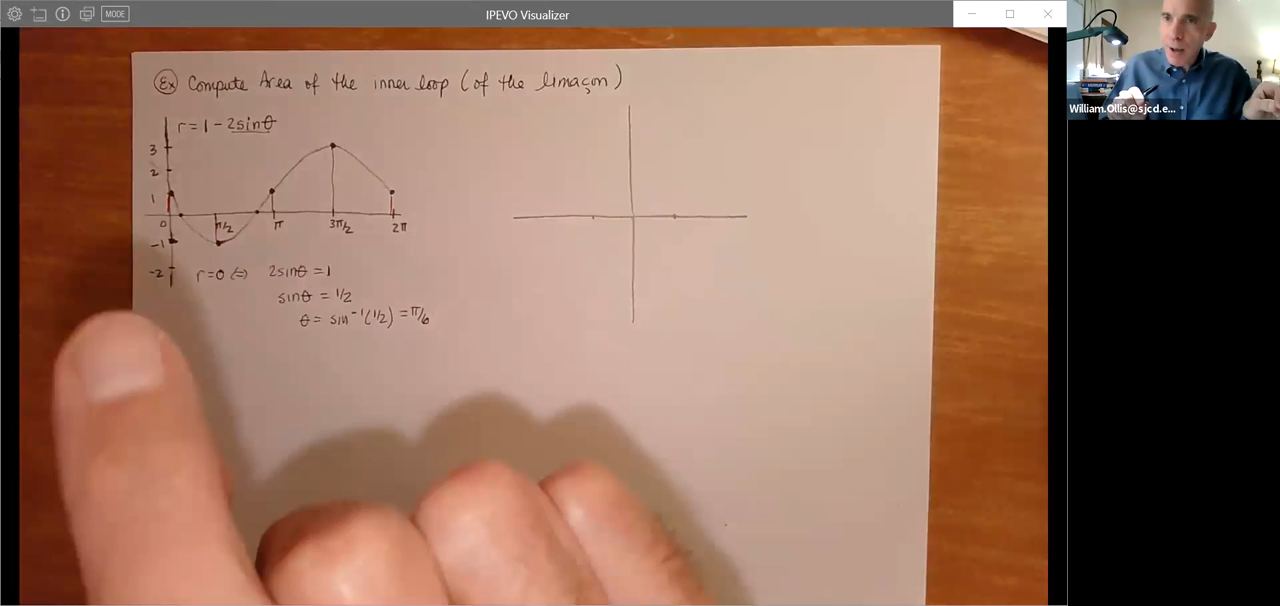 MODE
IPEVO Visualizer
William.Ollis@sjcd.e...
Ex Compute Area of the inner loop (of the limaçon)
r = 1 - 2sinθ
3
2
1
0
-1
-2
π/2
π
3π/2
2π
r=0 ⇔ 2sinθ = 1
sinθ = 1/2
θ = sin⁻¹(1/2) = π/6